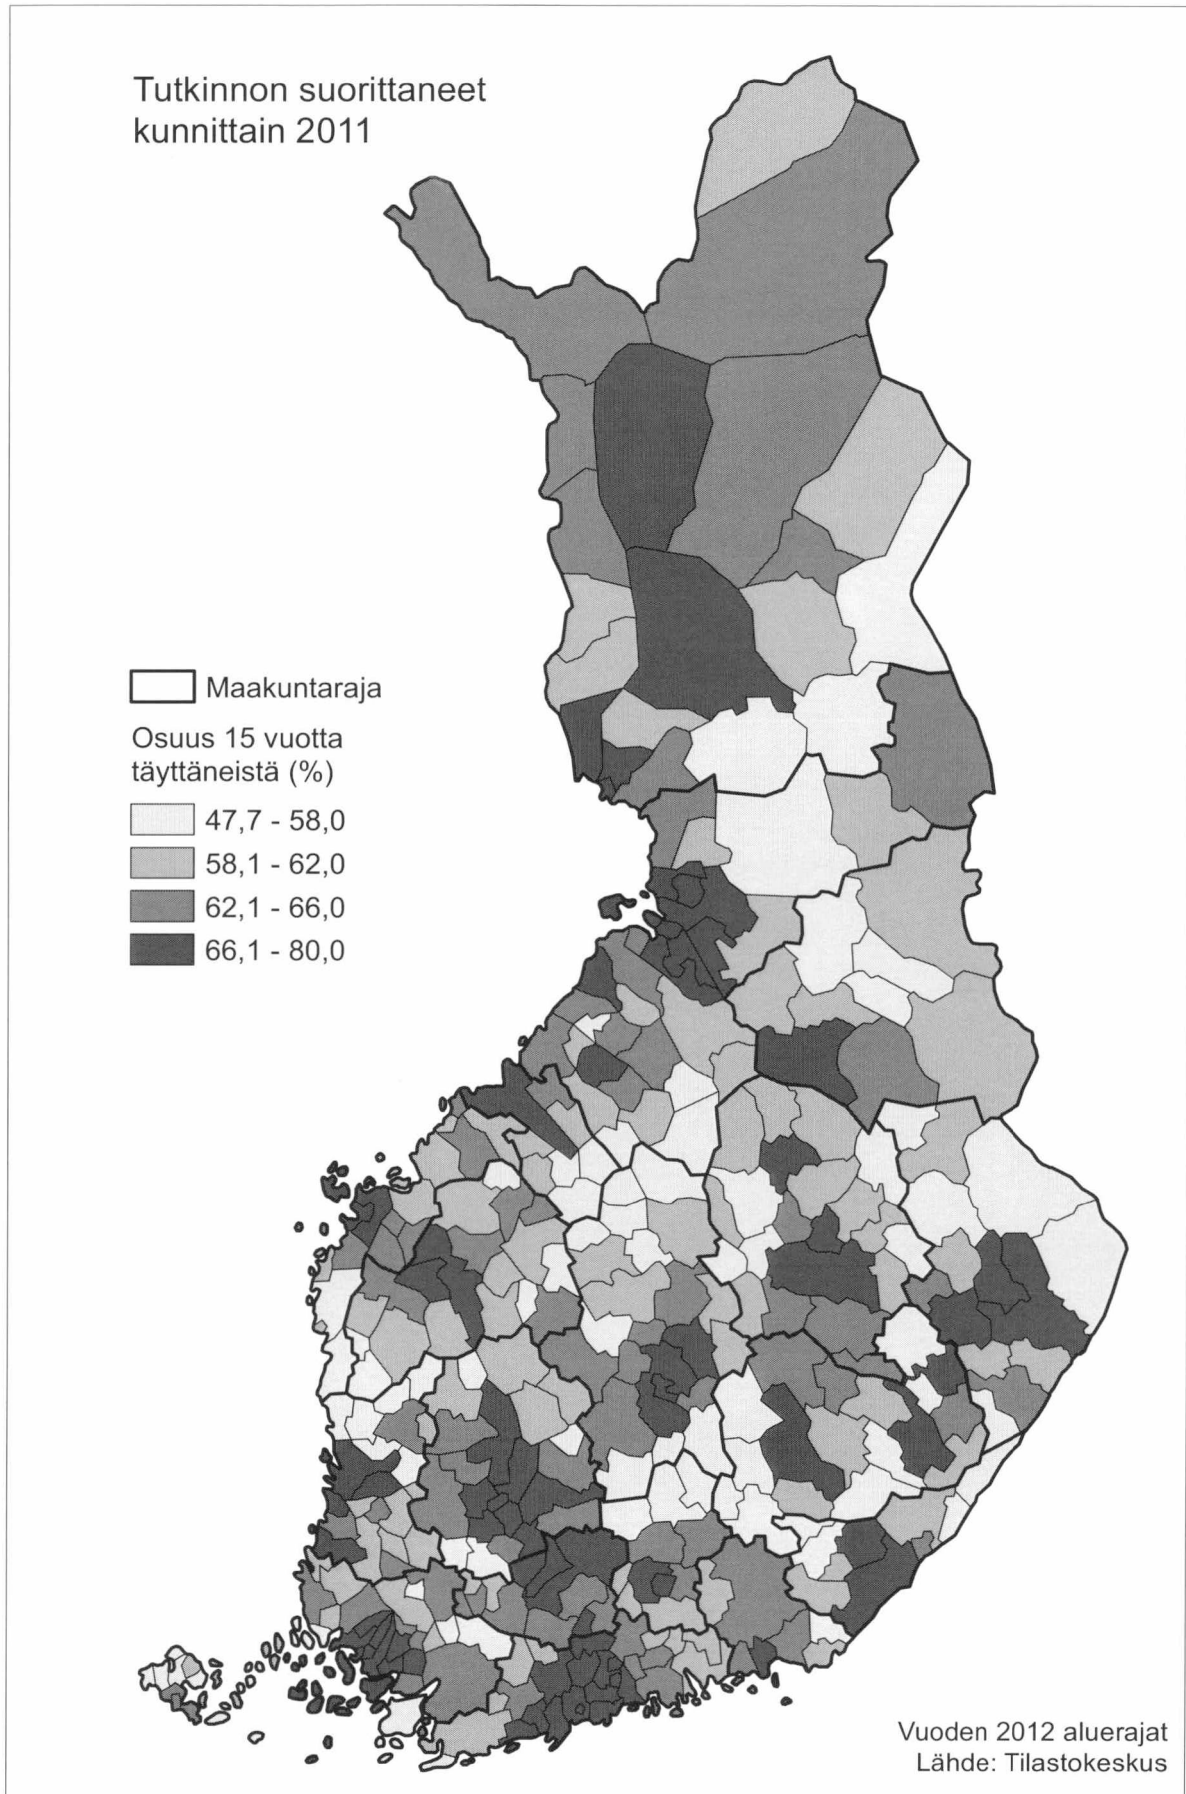 Tutkinnon suorittaneet
kunnittain 2011
Maakuntaraja
Osuus 15 vuotta
täyttäneistä (%)
47,7 - 58,0
58,1 - 62,0
62,1 - 66,0
66,1 - 80,0
Vuoden 2012 aluerajat
Lähde: Tilastokeskus